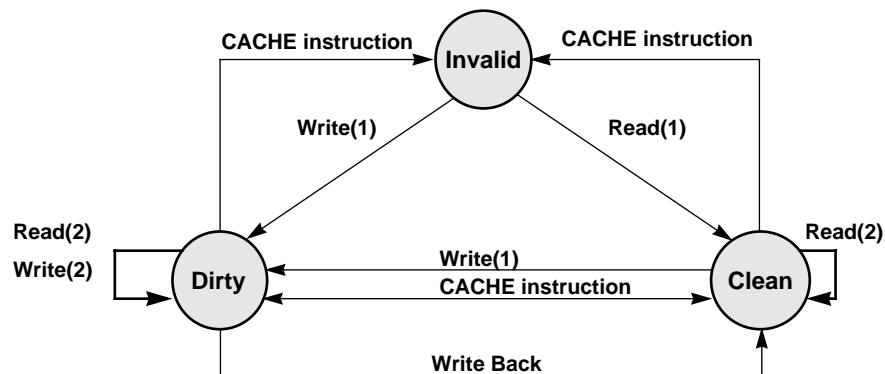 CACHE instruction
CACHE instruction
Invalid
Write(1)
Read(1)
Read(2)
Read(2)
Write(2)
Write(1)
Dirty
CACHE instruction
Clean
Write Back